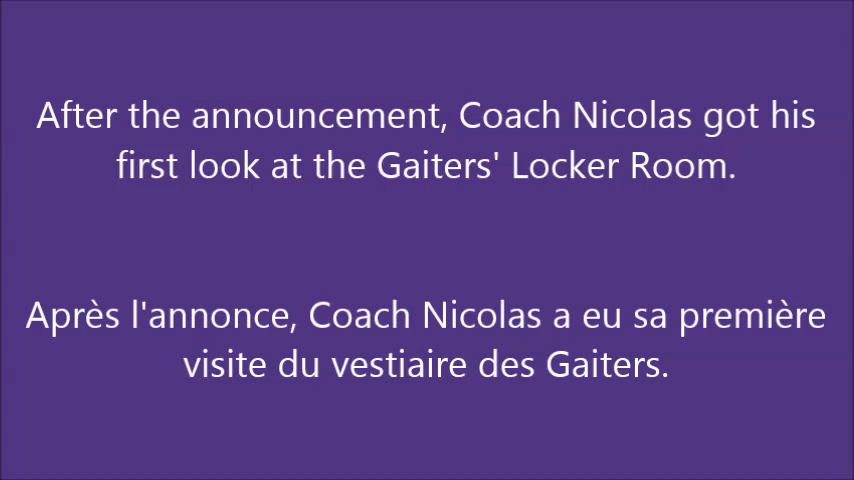 After the announcement, Coach Nicolas got his
first look at the Gaiters' Locker Room.
Après l'annonce, Coach Nicolas a eu sa première
visite du vestiaire des Gaiters.